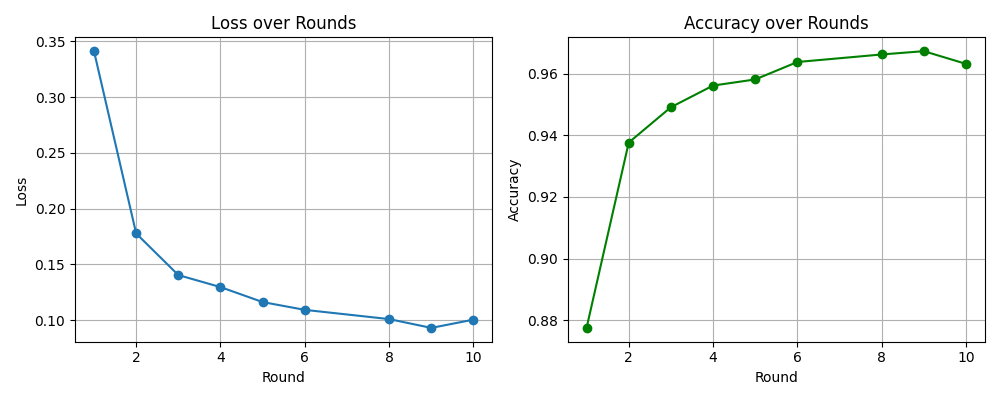 Loss over Rounds
0.35
0.30
0.25
0.20
0.15
0.10
Loss
2 4 6 8 10
Round
Accuracy over Rounds
0.96
0.94
0.92
0.90
0.88
Accuracy
2 4 6 8 10
Round